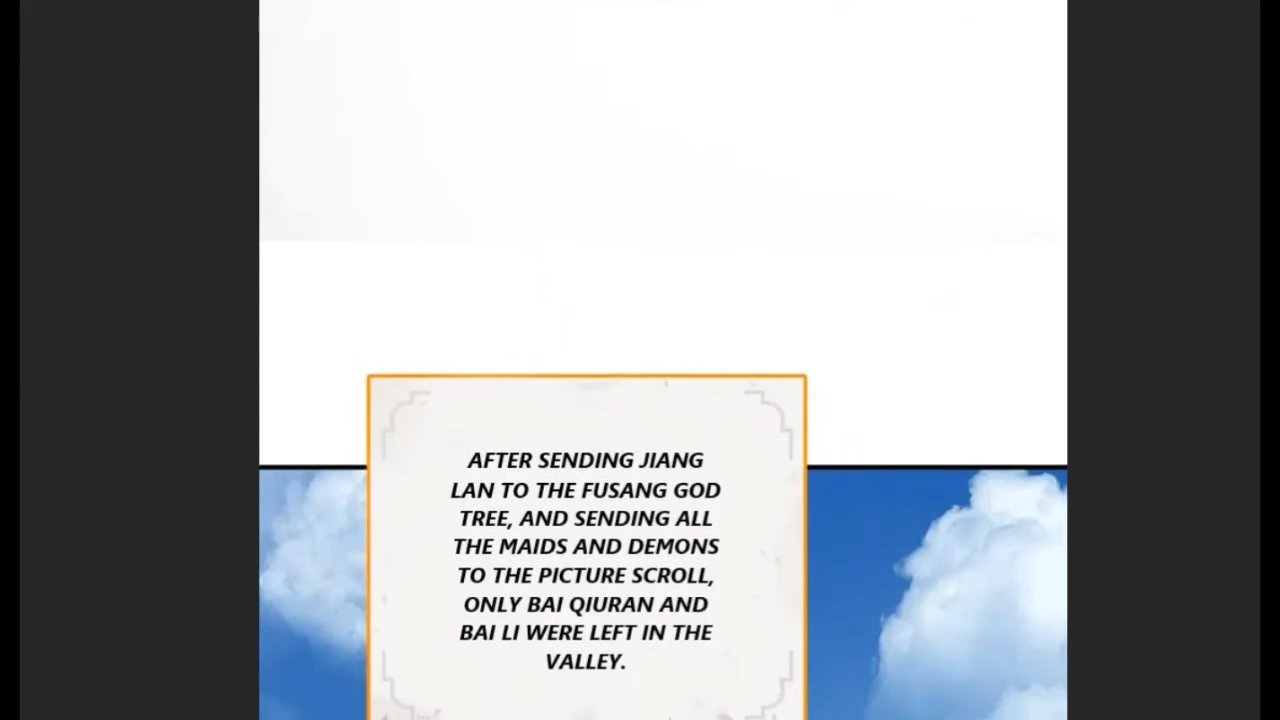 AFTER SENDING JIANG
LAN TO THE FUSANG GOD
TREE, AND SENDING ALL
THE MAIDS AND DEMONS
TO THE PICTURE SCROLL,
ONLY BAI QIURAN AND
BAI LI WERE LEFT IN THE
VALLEY.